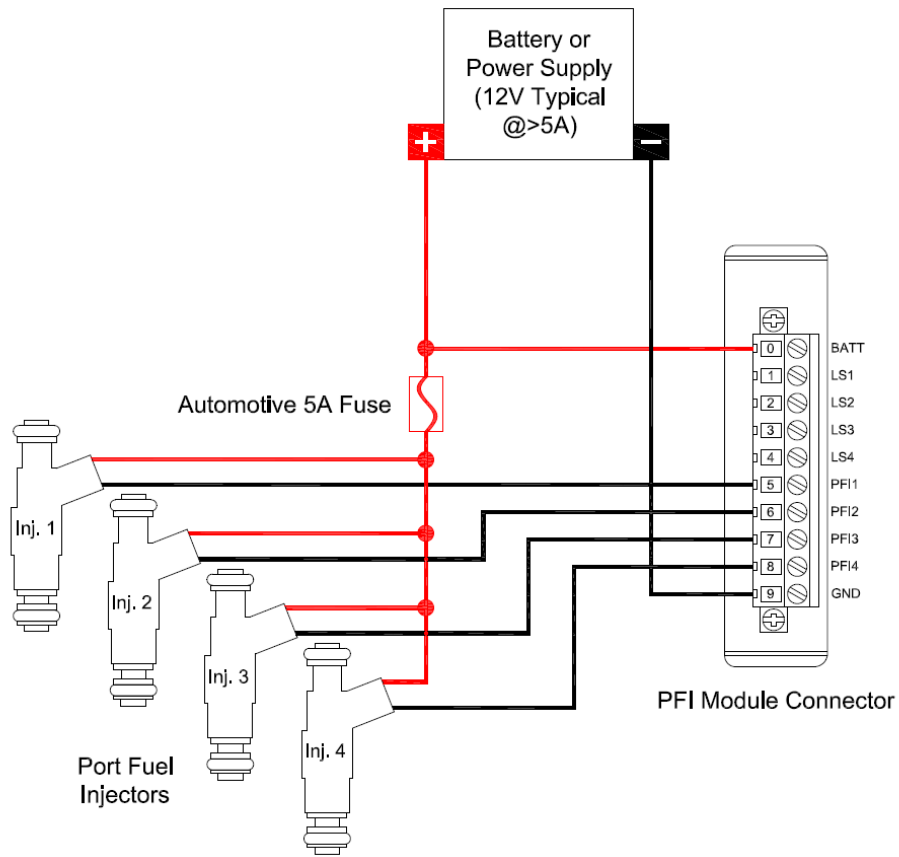 Battery or
Power Supply
(12V Typical
@>5A)
+
−
0 BATT
1 LS1
2 LS2
3 LS3
4 LS4
5 PFI1
6 PFI2
7 PFI3
8 PFI4
9 GND
Automotive 5A Fuse
Inj. 1
Inj. 2
Inj. 3
Inj. 4
PFI Module Connector
Port Fuel
Injectors